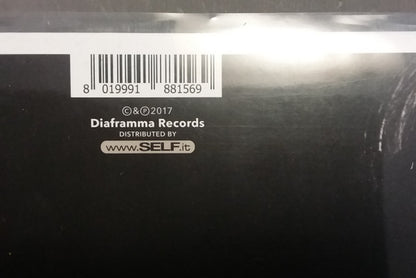 8 019991 881569
©&℗2017
Diaframma Records
DISTRIBUTED BY
www.SELF.it